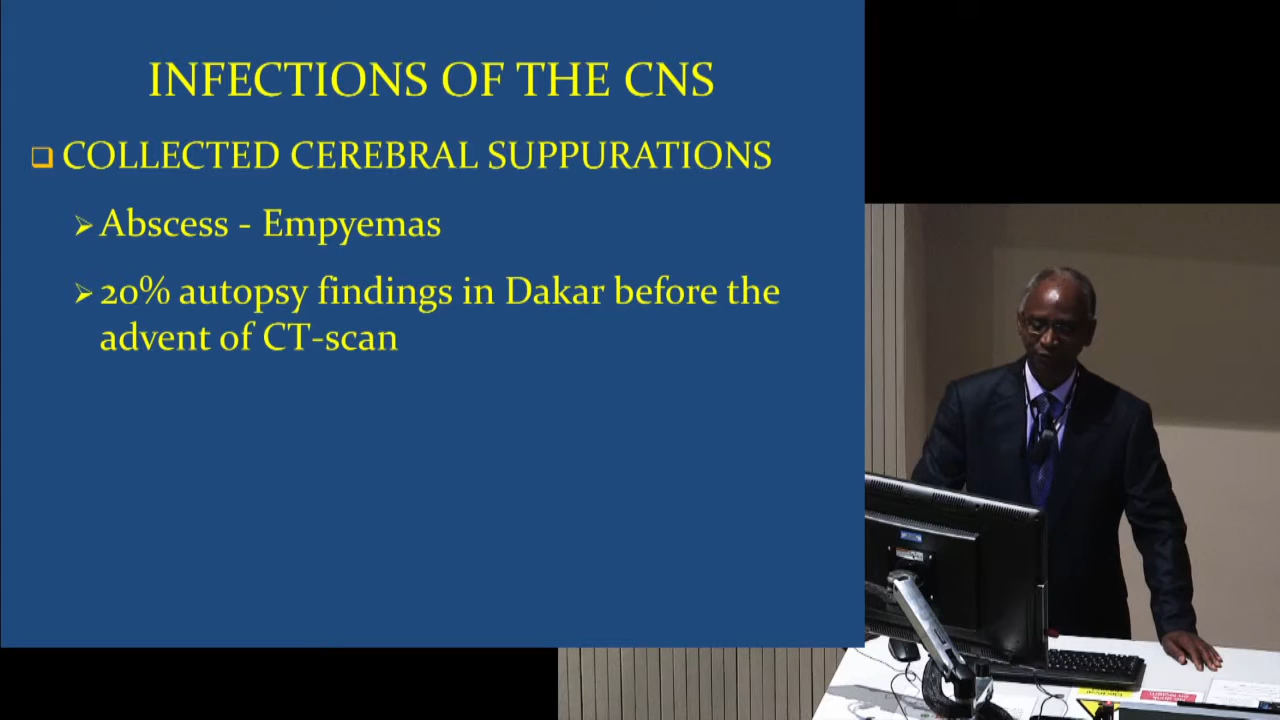 INFECTIONS OF THE CNS
COLLECTED CEREBRAL SUPPURATIONS
Abscess - Empyemas
20% autopsy findings in Dakar before the
advent of CT-scan